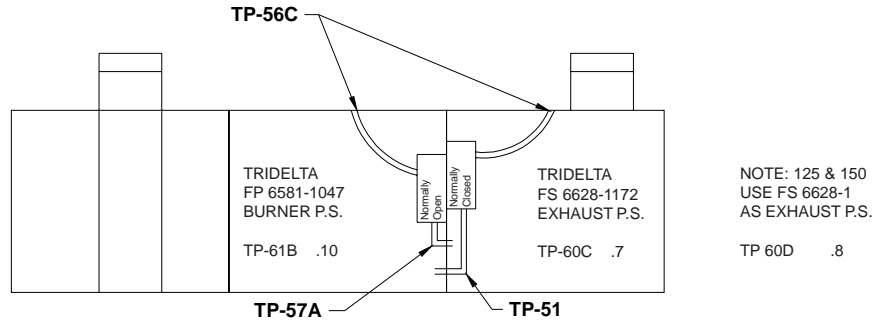 TP-56C
TRIDELTA
FP 6581-1047
BURNER P.S.
TP-61B .10
Normally
Open
Normally
Closed
TRIDELTA
FS 6628-1172
EXHAUST P.S.
TP-60C .7
NOTE: 125 & 150
USE FS 6628-1
AS EXHAUST P.S.
TP 60D .8
TP-57A
TP-51